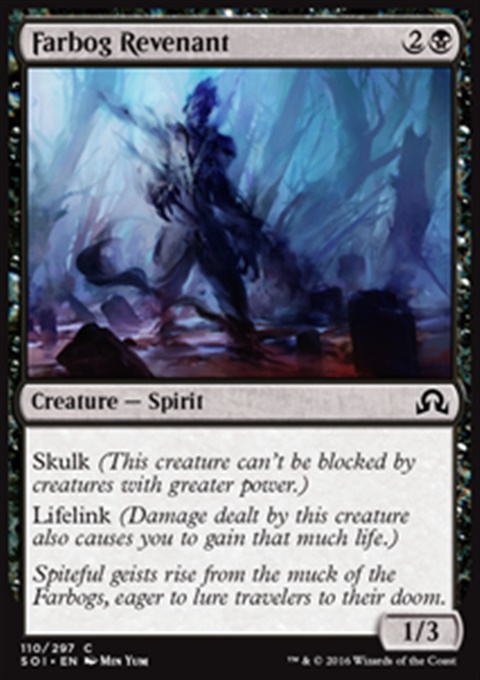 Farbog Revenant 2
Creature — Spirit
Skulk (This creature can't be blocked by
creatures with greater power.)
Lifelink (Damage dealt by this creature
also causes you to gain that much life.)
Spiteful geists rise from the muck of the
Farbogs, eager to lure travelers to their doom.
1/3
110/297 C
SOI • EN Min Yum
™ & © 2016 Wizards of the Coast